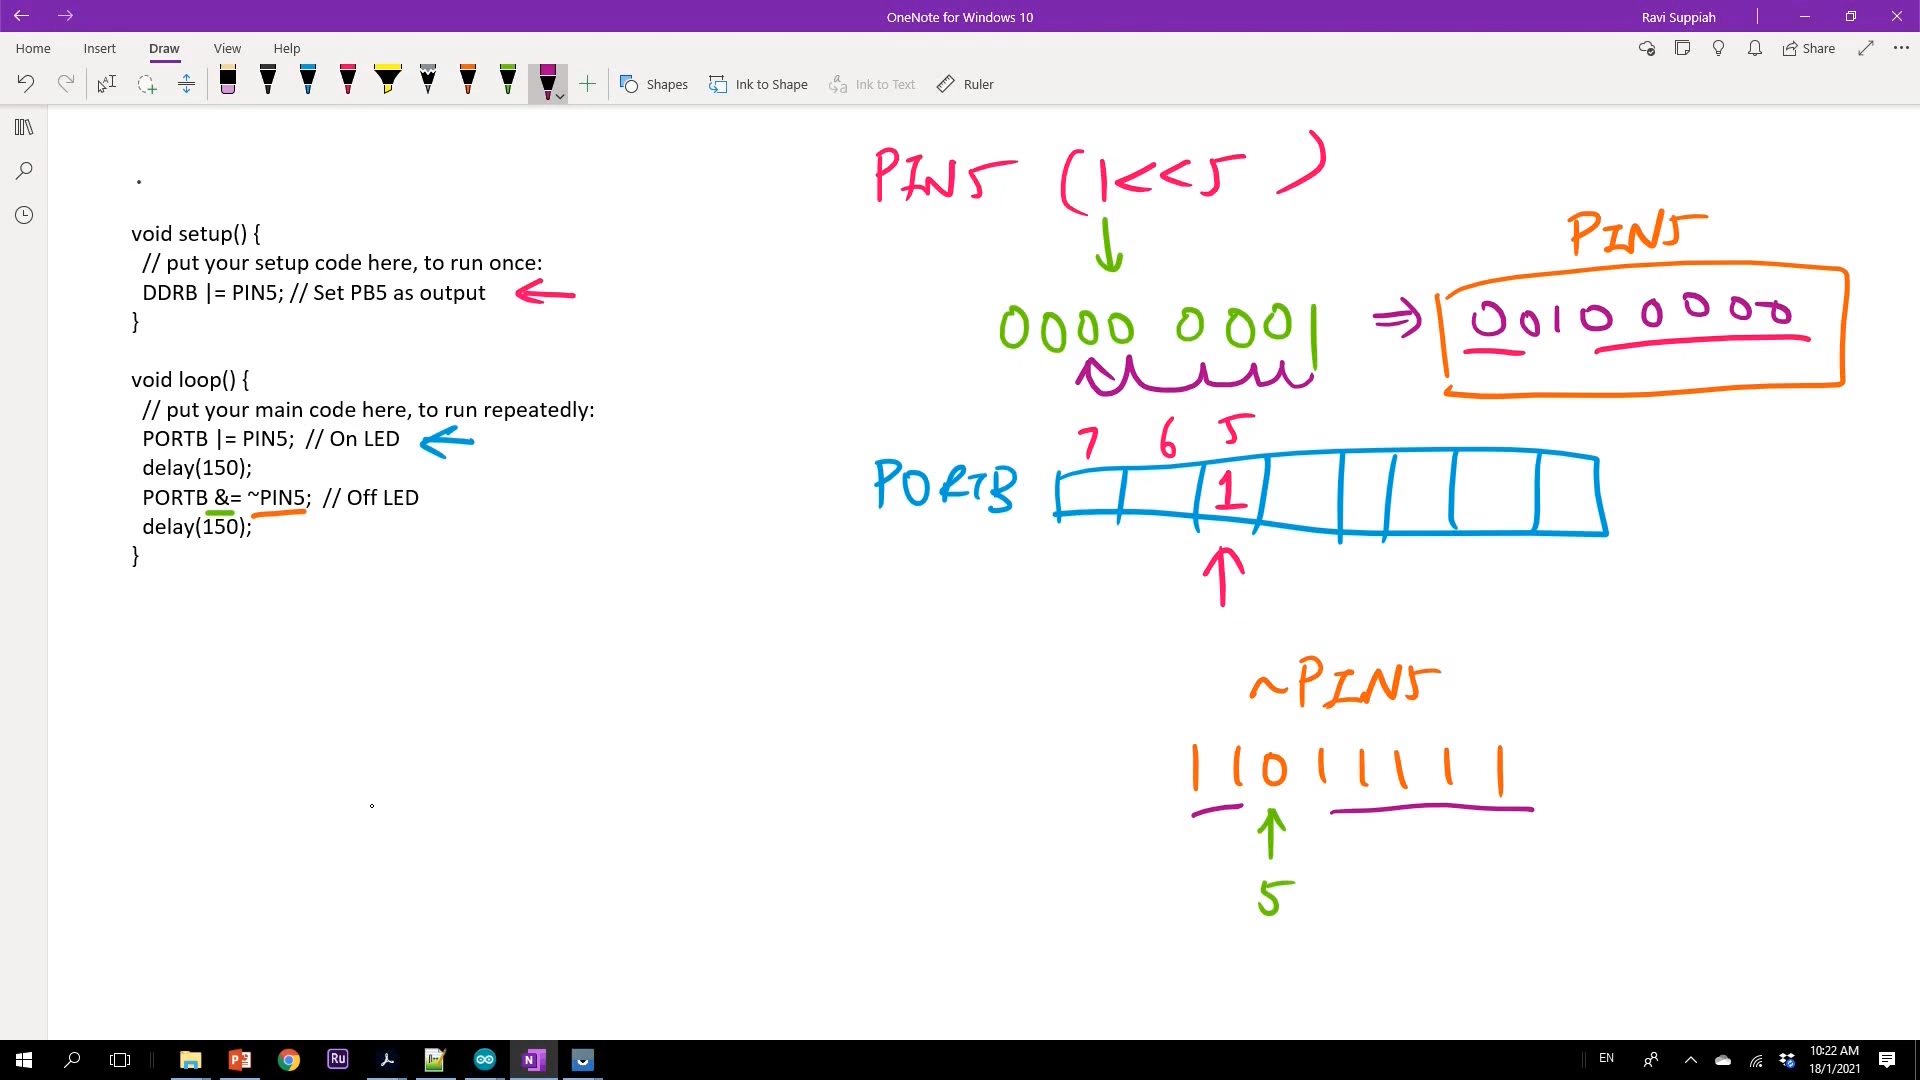 OneNote for Windows 10
Ravi Suppiah
Home Insert Draw View Help
Share
Shapes Ink to Shape Ink to Text Ruler
.
void setup() {
// put your setup code here, to run once:
DDRB |= PIN5; // Set PB5 as output
}
void loop() {
// put your main code here, to run repeatedly:
PORTB |= PIN5; // On LED
delay(150);
PORTB &= ~PIN5; // Off LED
delay(150);
}
PIN5 (1<<5 )
PIN5
0000 0001 ⇒ 00100000
7 6 5
PORTB 1
~PIN5
11011111
5
Ru
EN
10:22 AM
18/1/2021